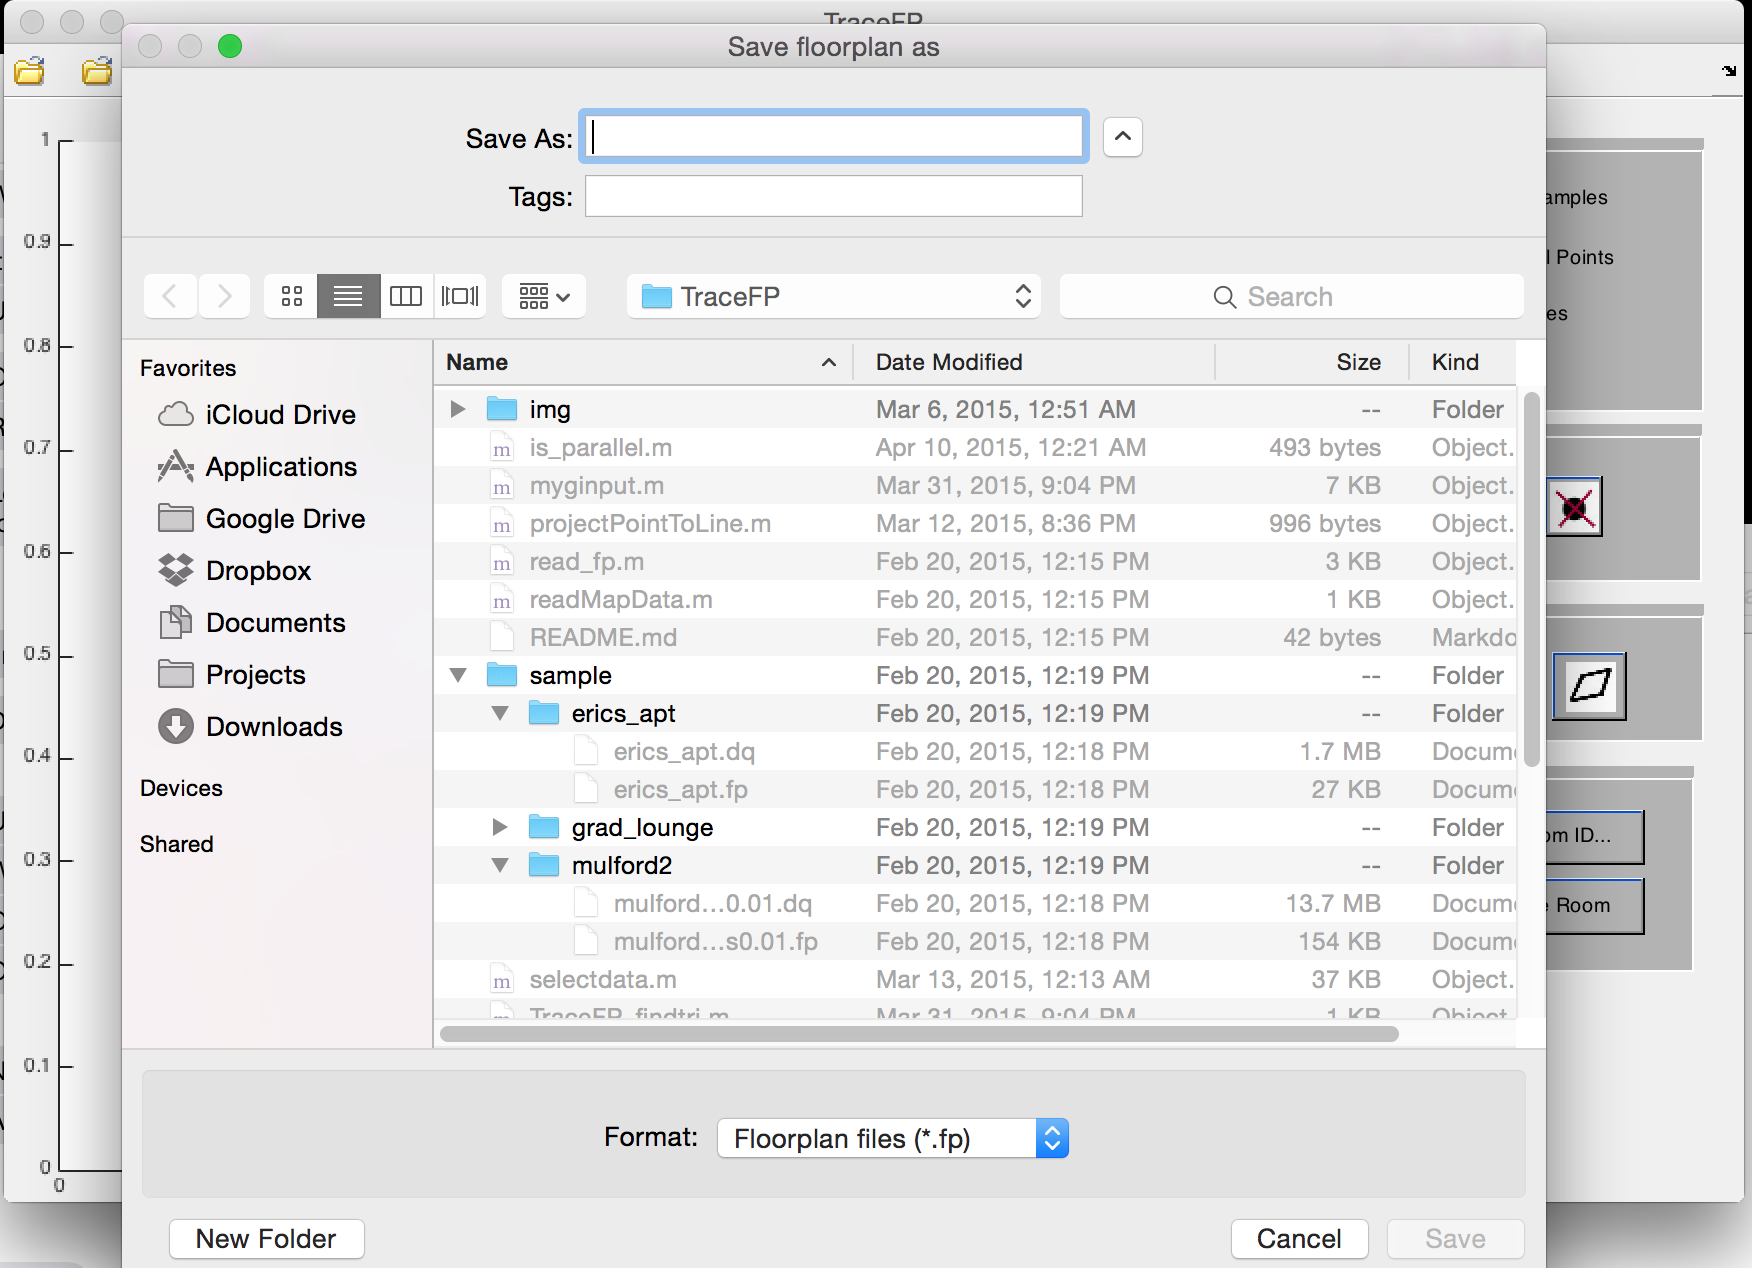 TraceFP
Save floorplan as
Save As:
Tags:
TraceFP
Search
Favorites
iCloud Drive
Applications
Google Drive
Dropbox
Documents
Projects
Downloads
Devices
Shared
Name Date Modified Size Kind
img Mar 6, 2015, 12:51 AM -- Folder
is_parallel.m Apr 10, 2015, 12:21 AM 493 bytes Object.
myginput.m Mar 31, 2015, 9:04 PM 7 KB Object.
projectPointToLine.m Mar 12, 2015, 8:36 PM 996 bytes Object.
read_fp.m Feb 20, 2015, 12:15 PM 3 KB Object.
readMapData.m Feb 20, 2015, 12:15 PM 1 KB Object.
README.md Feb 20, 2015, 12:15 PM 42 bytes Markdo
sample Feb 20, 2015, 12:19 PM -- Folder
erics_apt Feb 20, 2015, 12:19 PM -- Folder
erics_apt.dq Feb 20, 2015, 12:18 PM 1.7 MB Docume
erics_apt.fp Feb 20, 2015, 12:18 PM 27 KB Docume
grad_lounge Feb 20, 2015, 12:19 PM -- Folder
mulford2 Feb 20, 2015, 12:19 PM -- Folder
mulford...0.01.dq Feb 20, 2015, 12:18 PM 13.7 MB Docume
mulford...s0.01.fp Feb 20, 2015, 12:18 PM 154 KB Docume
selectdata.m Mar 13, 2015, 12:13 AM 37 KB Object.
TraceFP_findtri.m Mar 31, 2015, 9:04 PM 1 KB Object.
Format: Floorplan files (*.fp)
New Folder Cancel Save
1
0.9
0.8
0.7
0.6
0.5
0.4
0.3
0.2
0.1
0
0
amples
l Points
es
om ID...
e Room